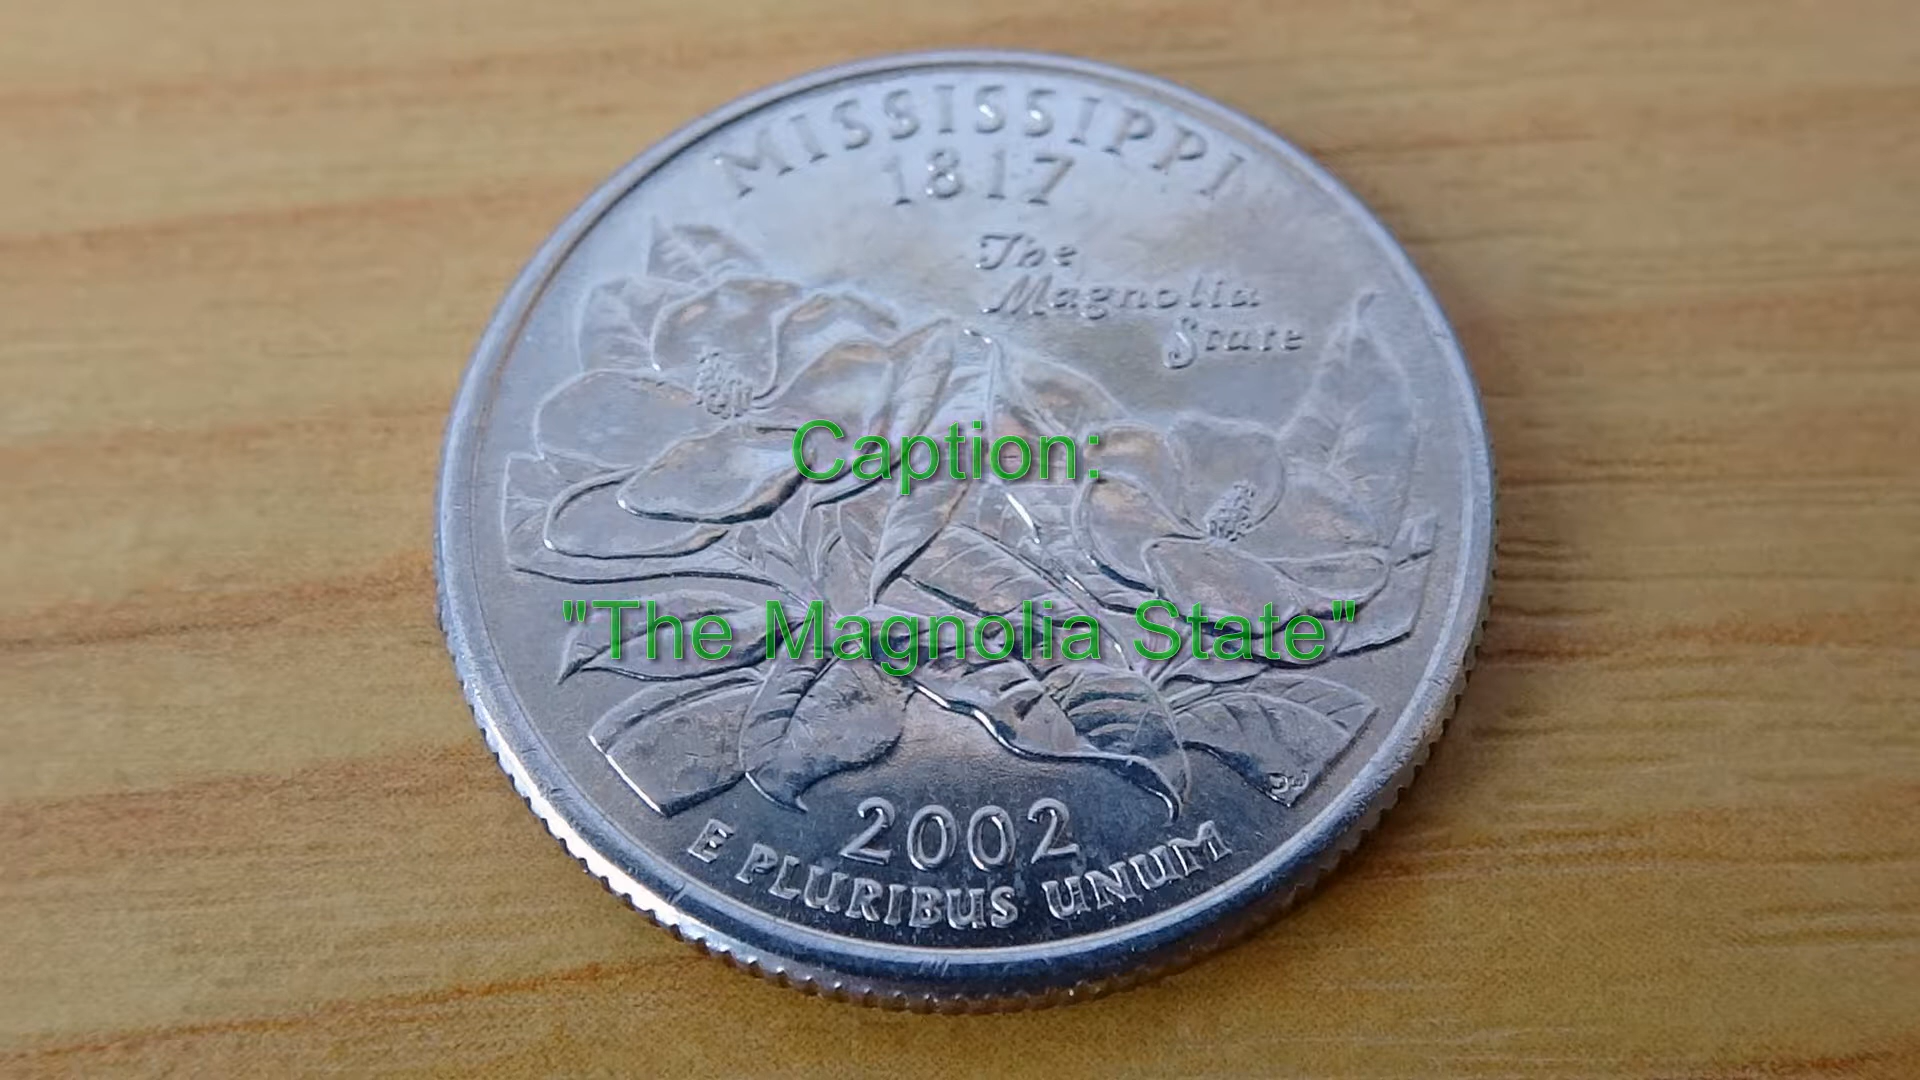 MISSISSIPPI
1817
The
Magnolia
State
Caption:
"The Magnolia State"
2002
E PLURIBUS UNUM